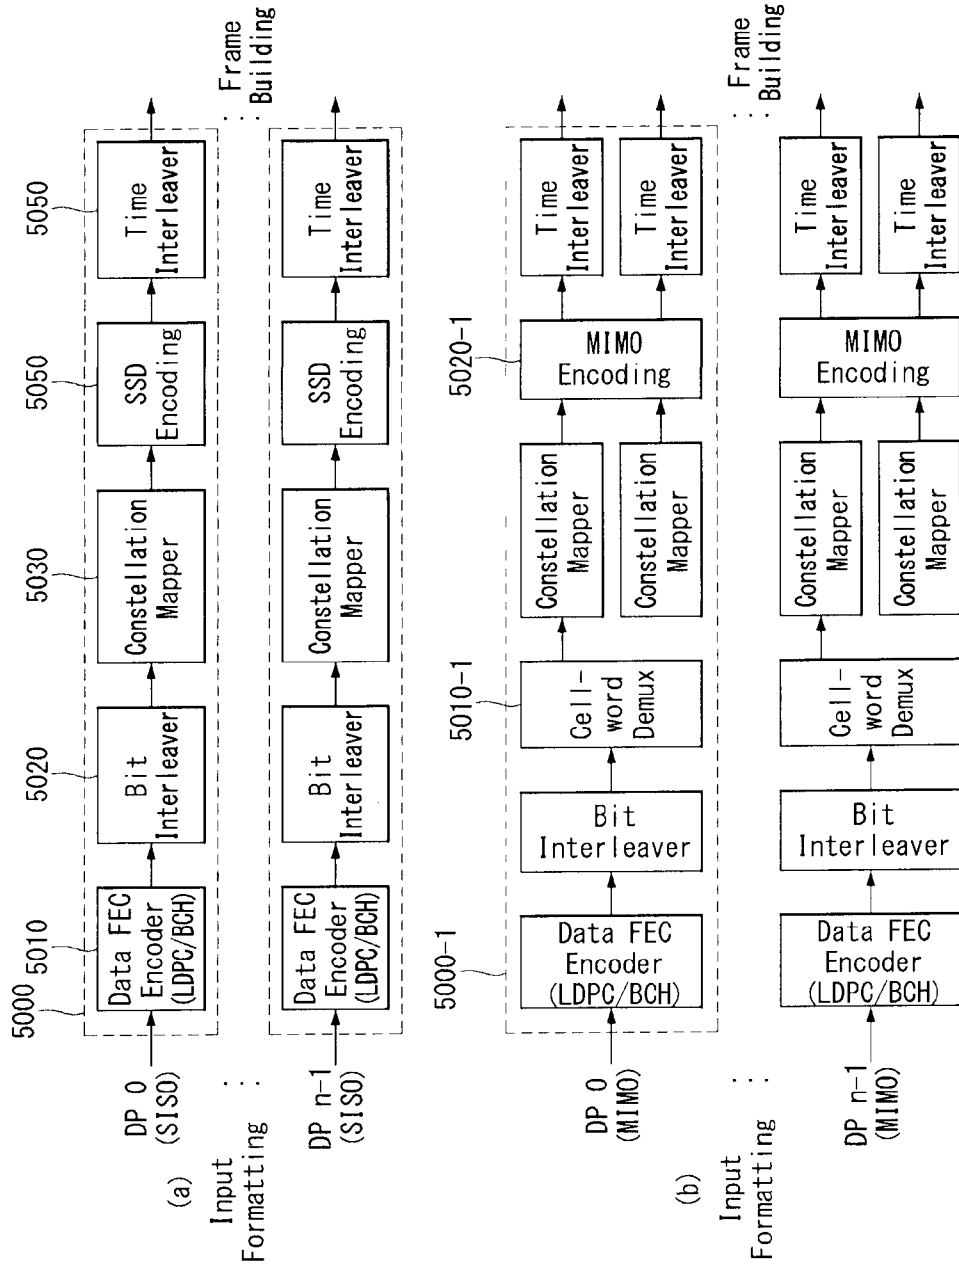 (a)
Input
Formatting
DP 0
(SISO)
⋮
DP n-1
(SISO)
5000
5010
5020
5030
5050
5050
Data FEC
Encoder
(LDPC/BCH)
Bit
Interleaver
Constellation
Mapper
SSD
Encoding
Time
Interleaver
⋮
Frame
Building
Data FEC
Encoder
(LDPC/BCH)
Bit
Interleaver
Constellation
Mapper
SSD
Encoding
Time
Interleaver
(b)
Input
Formatting
DP 0
(MIMO)
⋮
DP n-1
(MIMO)
5000-1
5010-1
5020-1
Data FEC
Encoder
(LDPC/BCH)
Bit
Interleaver
Cell-
word
Demux
Constellation
Mapper
Constellation
Mapper
MIMO
Encoding
Time
Interleaver
Time
Interleaver
⋮
Frame
Building
Data FEC
Encoder
(LDPC/BCH)
Bit
Interleaver
Cell-
word
Demux
Constellation
Mapper
Constellation
Mapper
MIMO
Encoding
Time
Interleaver
Time
Interleaver